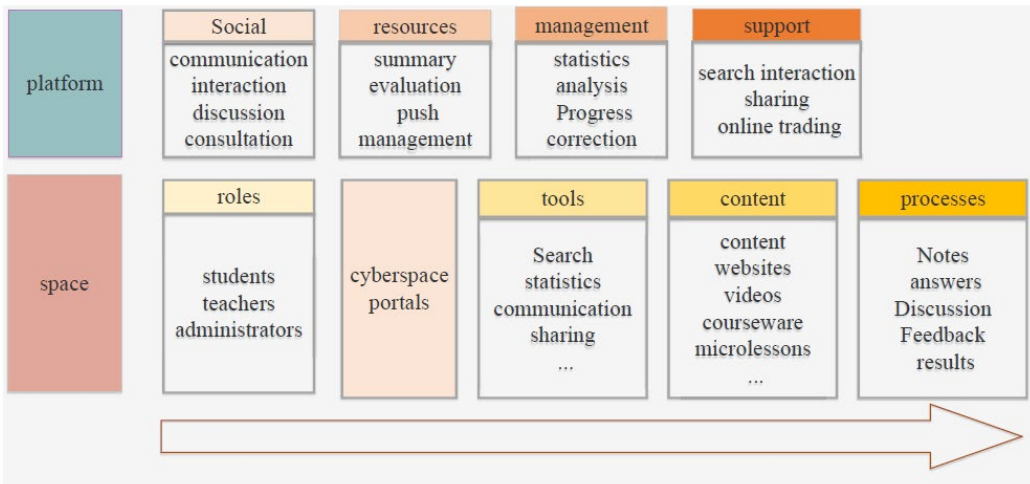 platform
Social
communication
interaction
discussion
consultation
resources
summary
evaluation
push
management
management
statistics
analysis
Progress
correction
support
search interaction
sharing
online trading
space
roles
students
teachers
administrators
cyberspace
portals
tools
Search
statistics
communication
sharing
...
content
content
websites
videos
courseware
microlessons
...
processes
Notes
answers
Discussion
Feedback
results